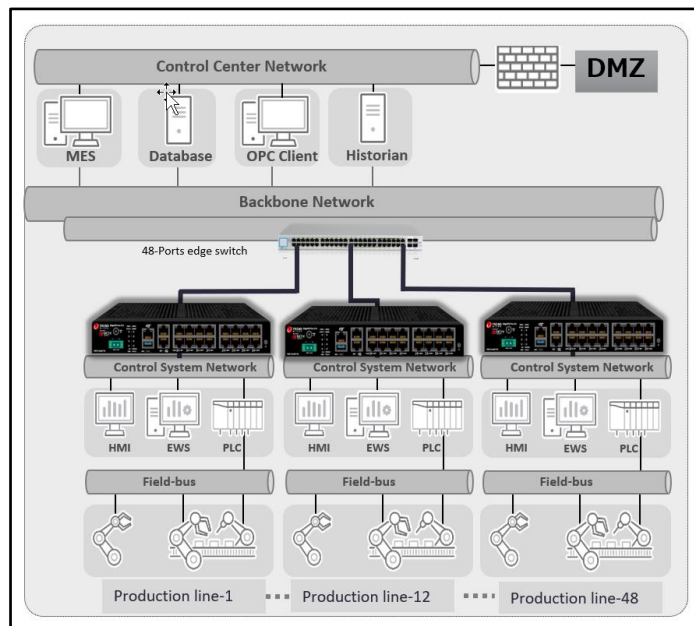 Control Center Network
DMZ
MES
Database
OPC Client
Historian
Backbone Network
48-Ports edge switch
Control System Network
Control System Network
Control System Network
HMI
EWS
PLC
HMI
EWS
PLC
HMI
EWS
PLC
Field-bus
Field-bus
Field-bus
Production line-1
Production line-12
Production line-48